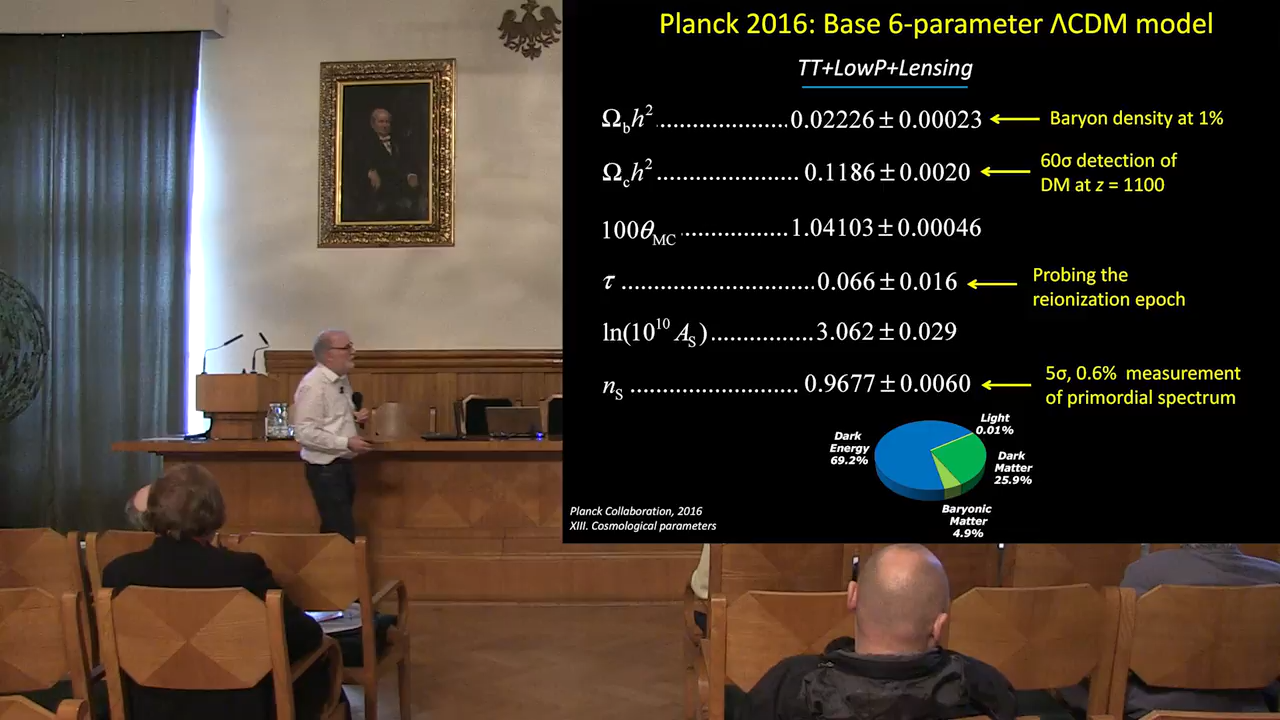 Planck 2016: Base 6-parameter ΛCDM model
TT+LowP+Lensing
Ω_b h² ....................0.02226 ± 0.00023
Baryon density at 1%
Ω_c h² ...................... 0.1186 ± 0.0020
60σ detection of
DM at z = 1100
100θ_MC .................1.04103 ± 0.00046
τ ..............................0.066 ± 0.016
Probing the
reionization epoch
ln(10¹⁰ A_S)................3.062 ± 0.029
n_S .......................... 0.9677 ± 0.0060
5σ, 0.6% measurement
of primordial spectrum
Light
0.01%
Dark
Energy
69.2%
Dark
Matter
25.9%
Baryonic
Matter
4.9%
Planck Collaboration, 2016
XIII. Cosmological parameters